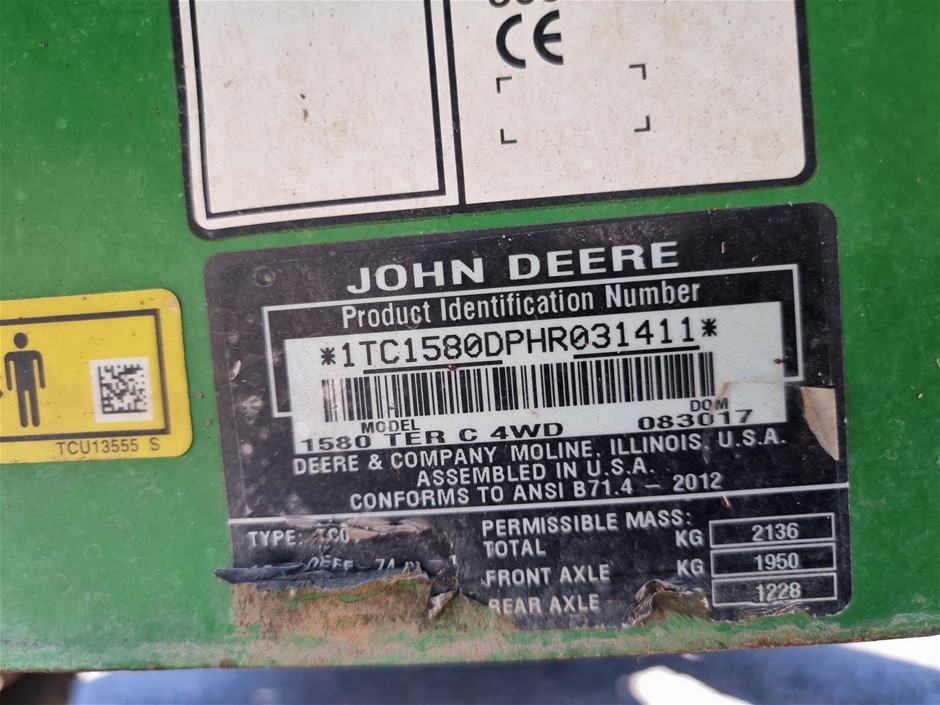 CE
JOHN DEERE
Product Identification Number
*1TC1580DPHR031411*
MODEL DOM
1580 TER C 4WD 083017
DEERE & COMPANY MOLINE, ILLINOIS, U.S.A.
ASSEMBLED IN U.S.A.
CONFORMS TO ANSI B71.4 – 2012
TYPE:
PERMISSIBLE MASS:
TOTAL KG 2136
FRONT AXLE KG 1950
REAR AXLE 1228
TCU13555 S